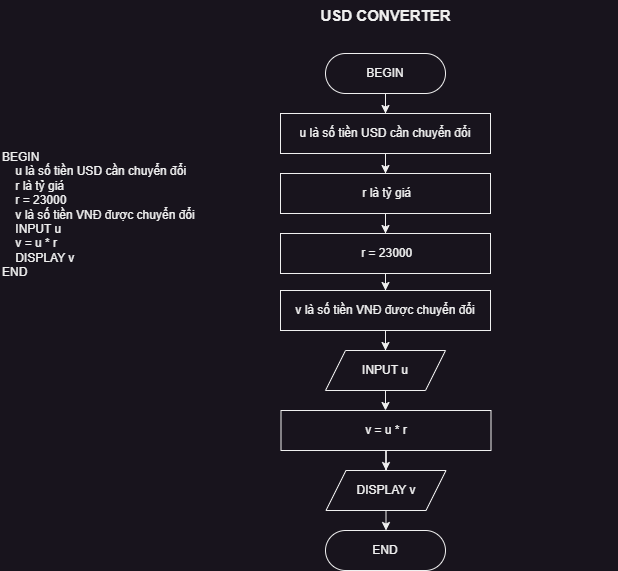 USD CONVERTER
BEGIN
u là số tiền USD cần chuyển đổi
r là tỷ giá
r = 23000
v là số tiền VNĐ được chuyển đổi
INPUT u
v = u * r
DISPLAY v
END
BEGIN
u là số tiền USD cần chuyển đổi
r là tỷ giá
r = 23000
v là số tiền VNĐ được chuyển đổi
INPUT u
v = u * r
DISPLAY v
END